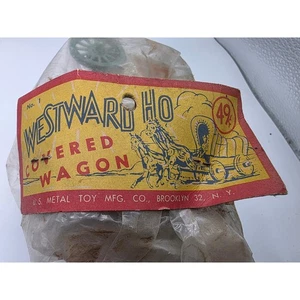 No. 1
WESTWARD HO
COVERED
WAGON
49¢
U.S. METAL TOY MFG. CO., BROOKLYN 32, N.Y.